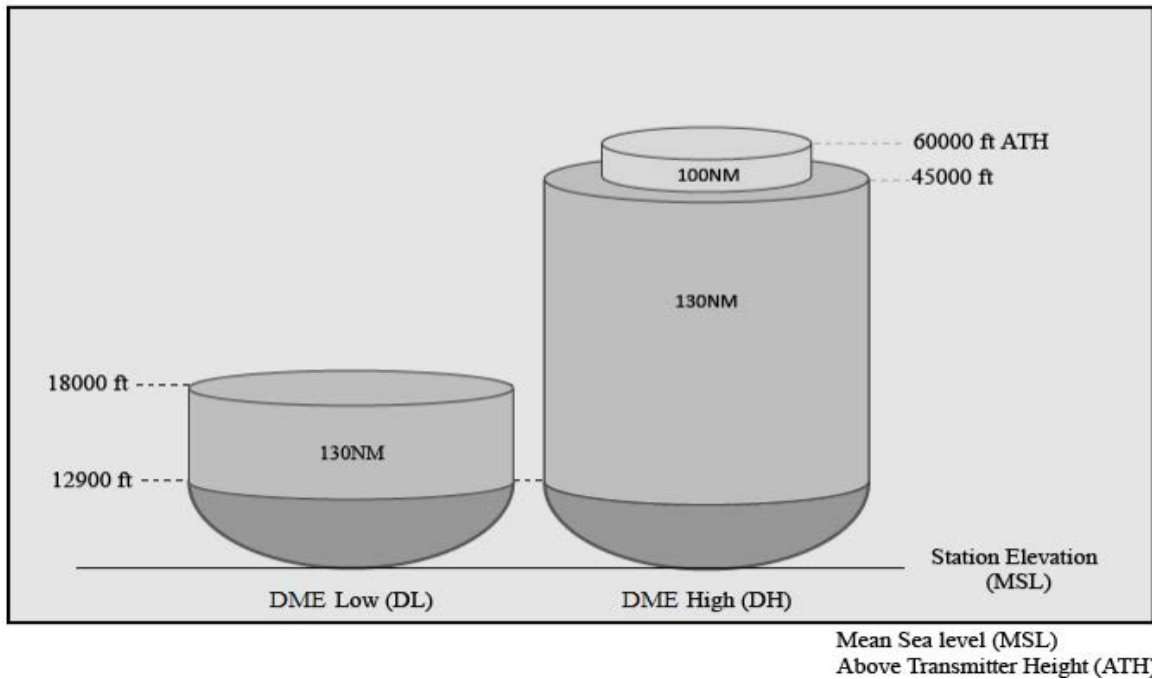 60000 ft ATH
100NM
45000 ft
130NM
18000 ft
130NM
12900 ft
Station Elevation
(MSL)
DME Low (DL)
DME High (DH)
Mean Sea level (MSL)
Above Transmitter Height (ATH)